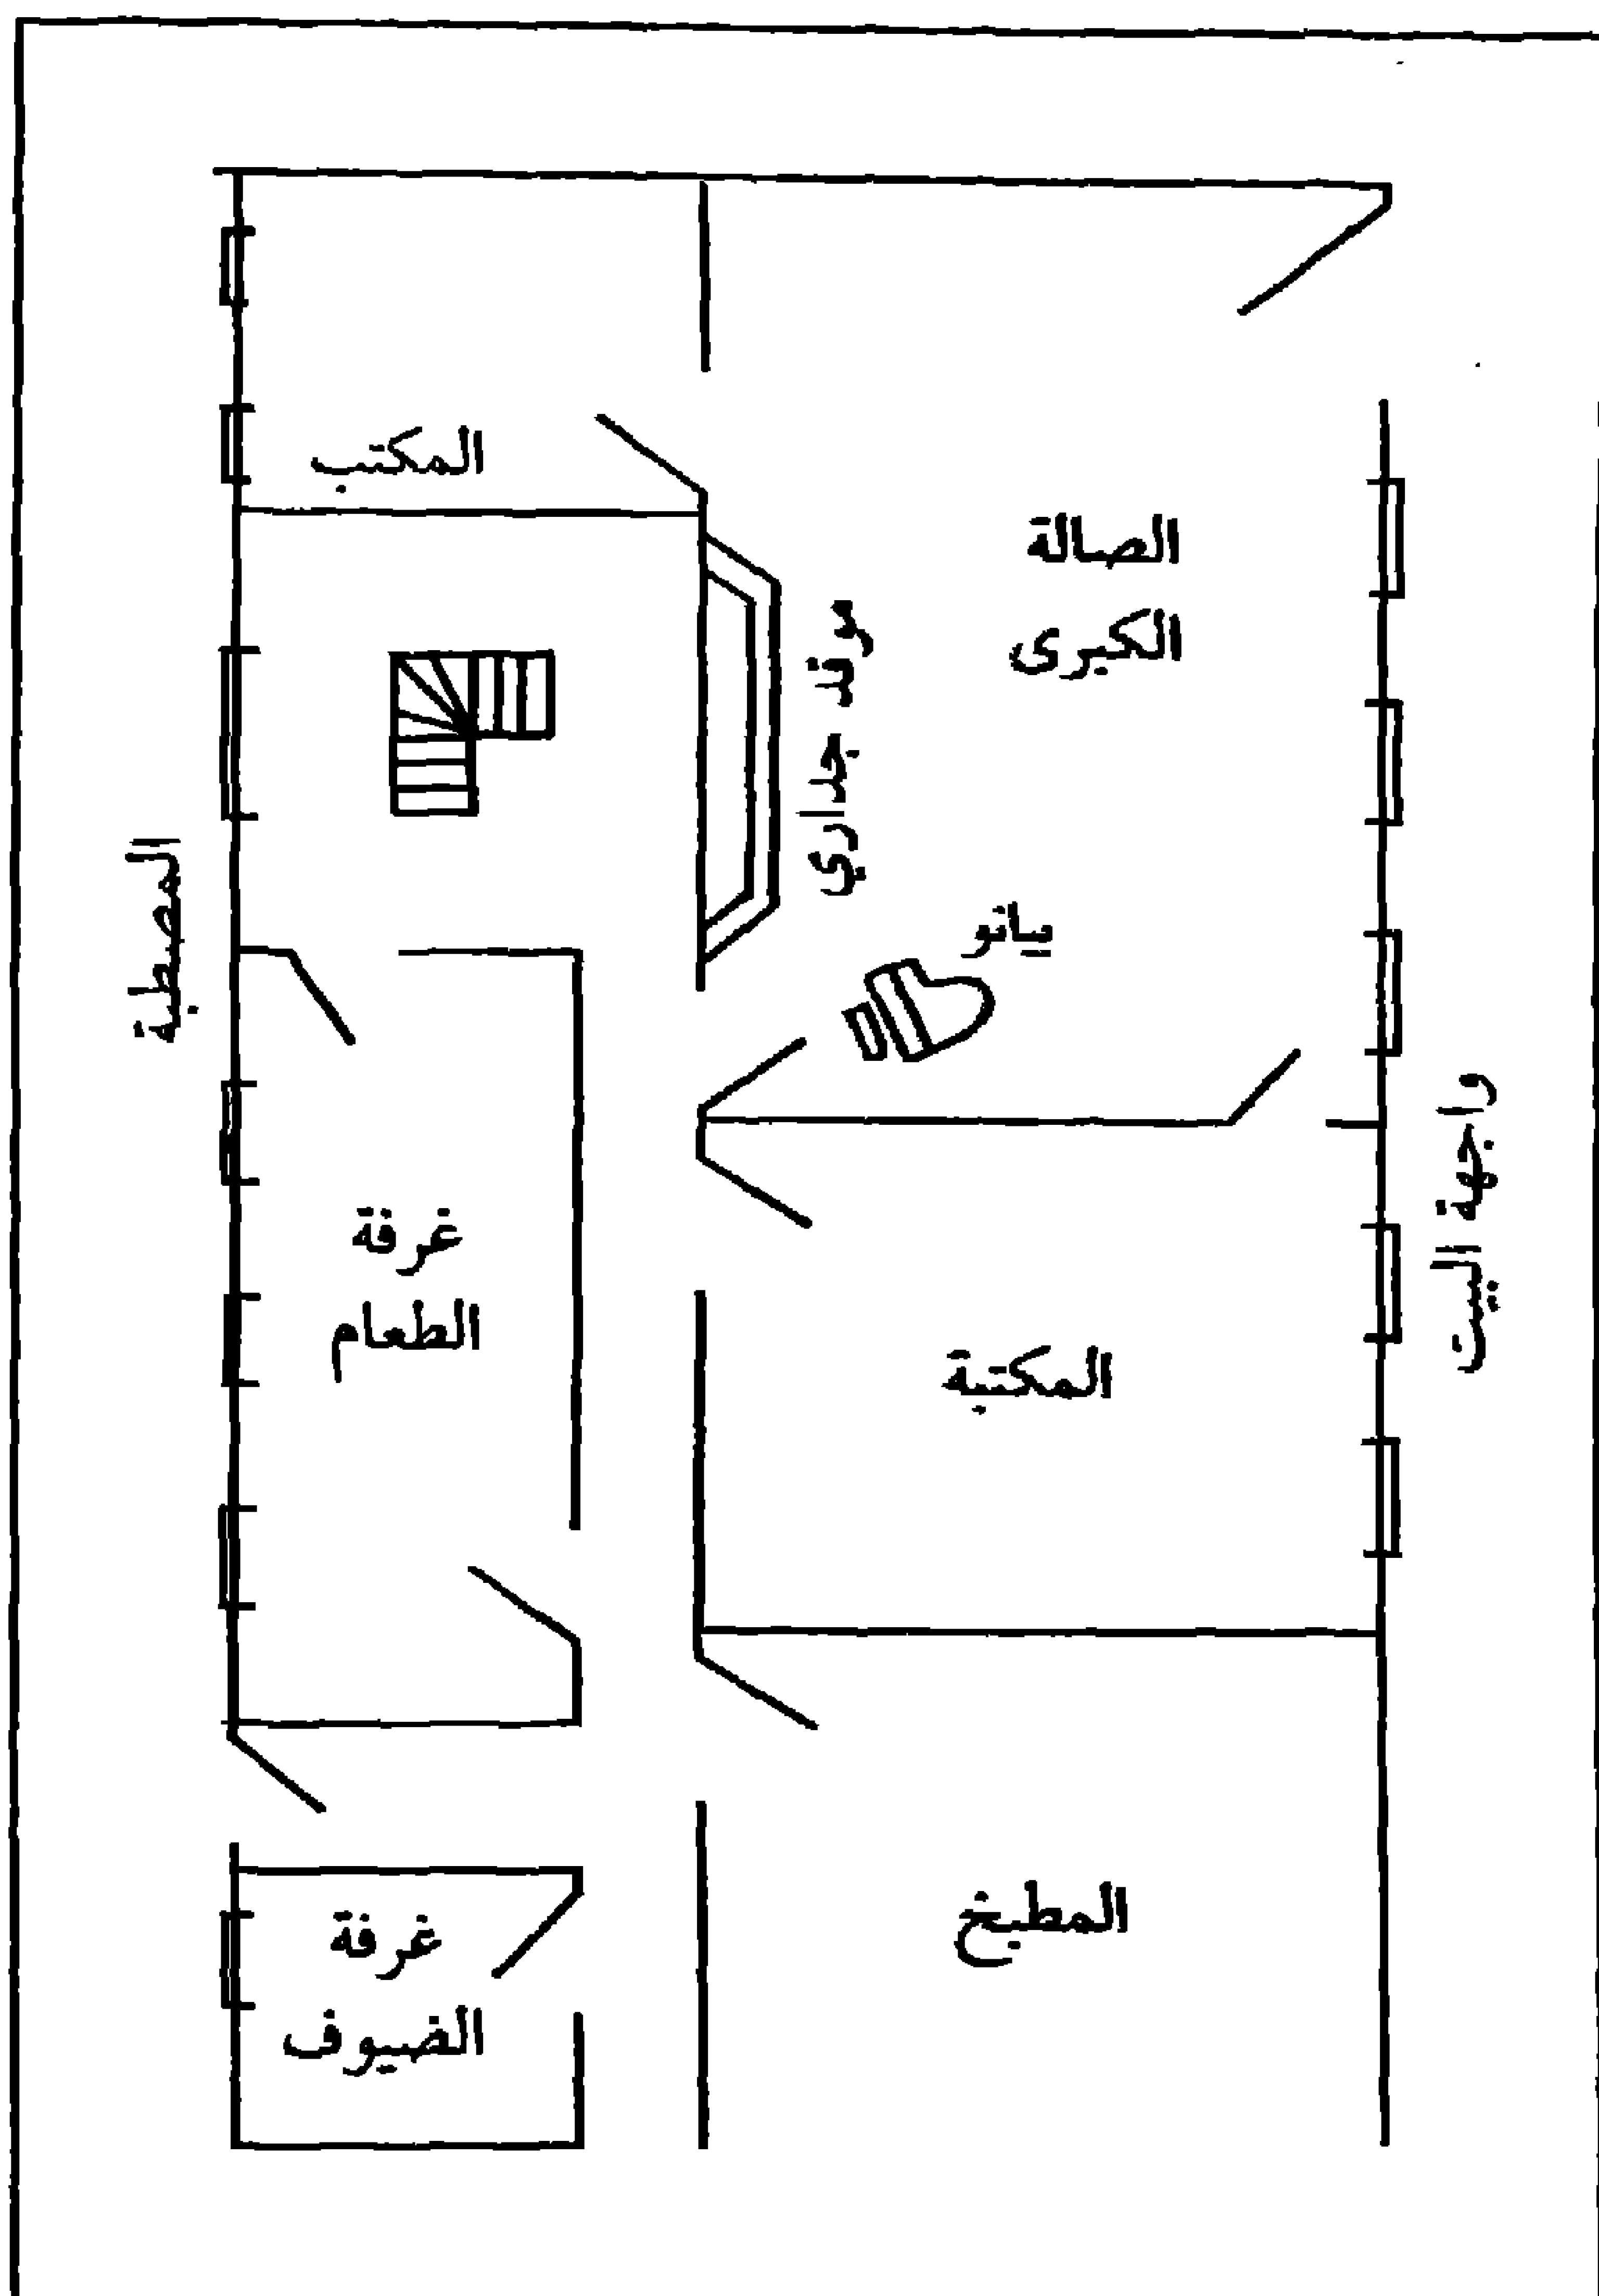 المكتب
الصالة
الكبرى
موقد جداري
بيانو
المصطبة
واجهة البيت
غرفة
الطعام
المكتبة
غرفة
الضيوف
المطبخ